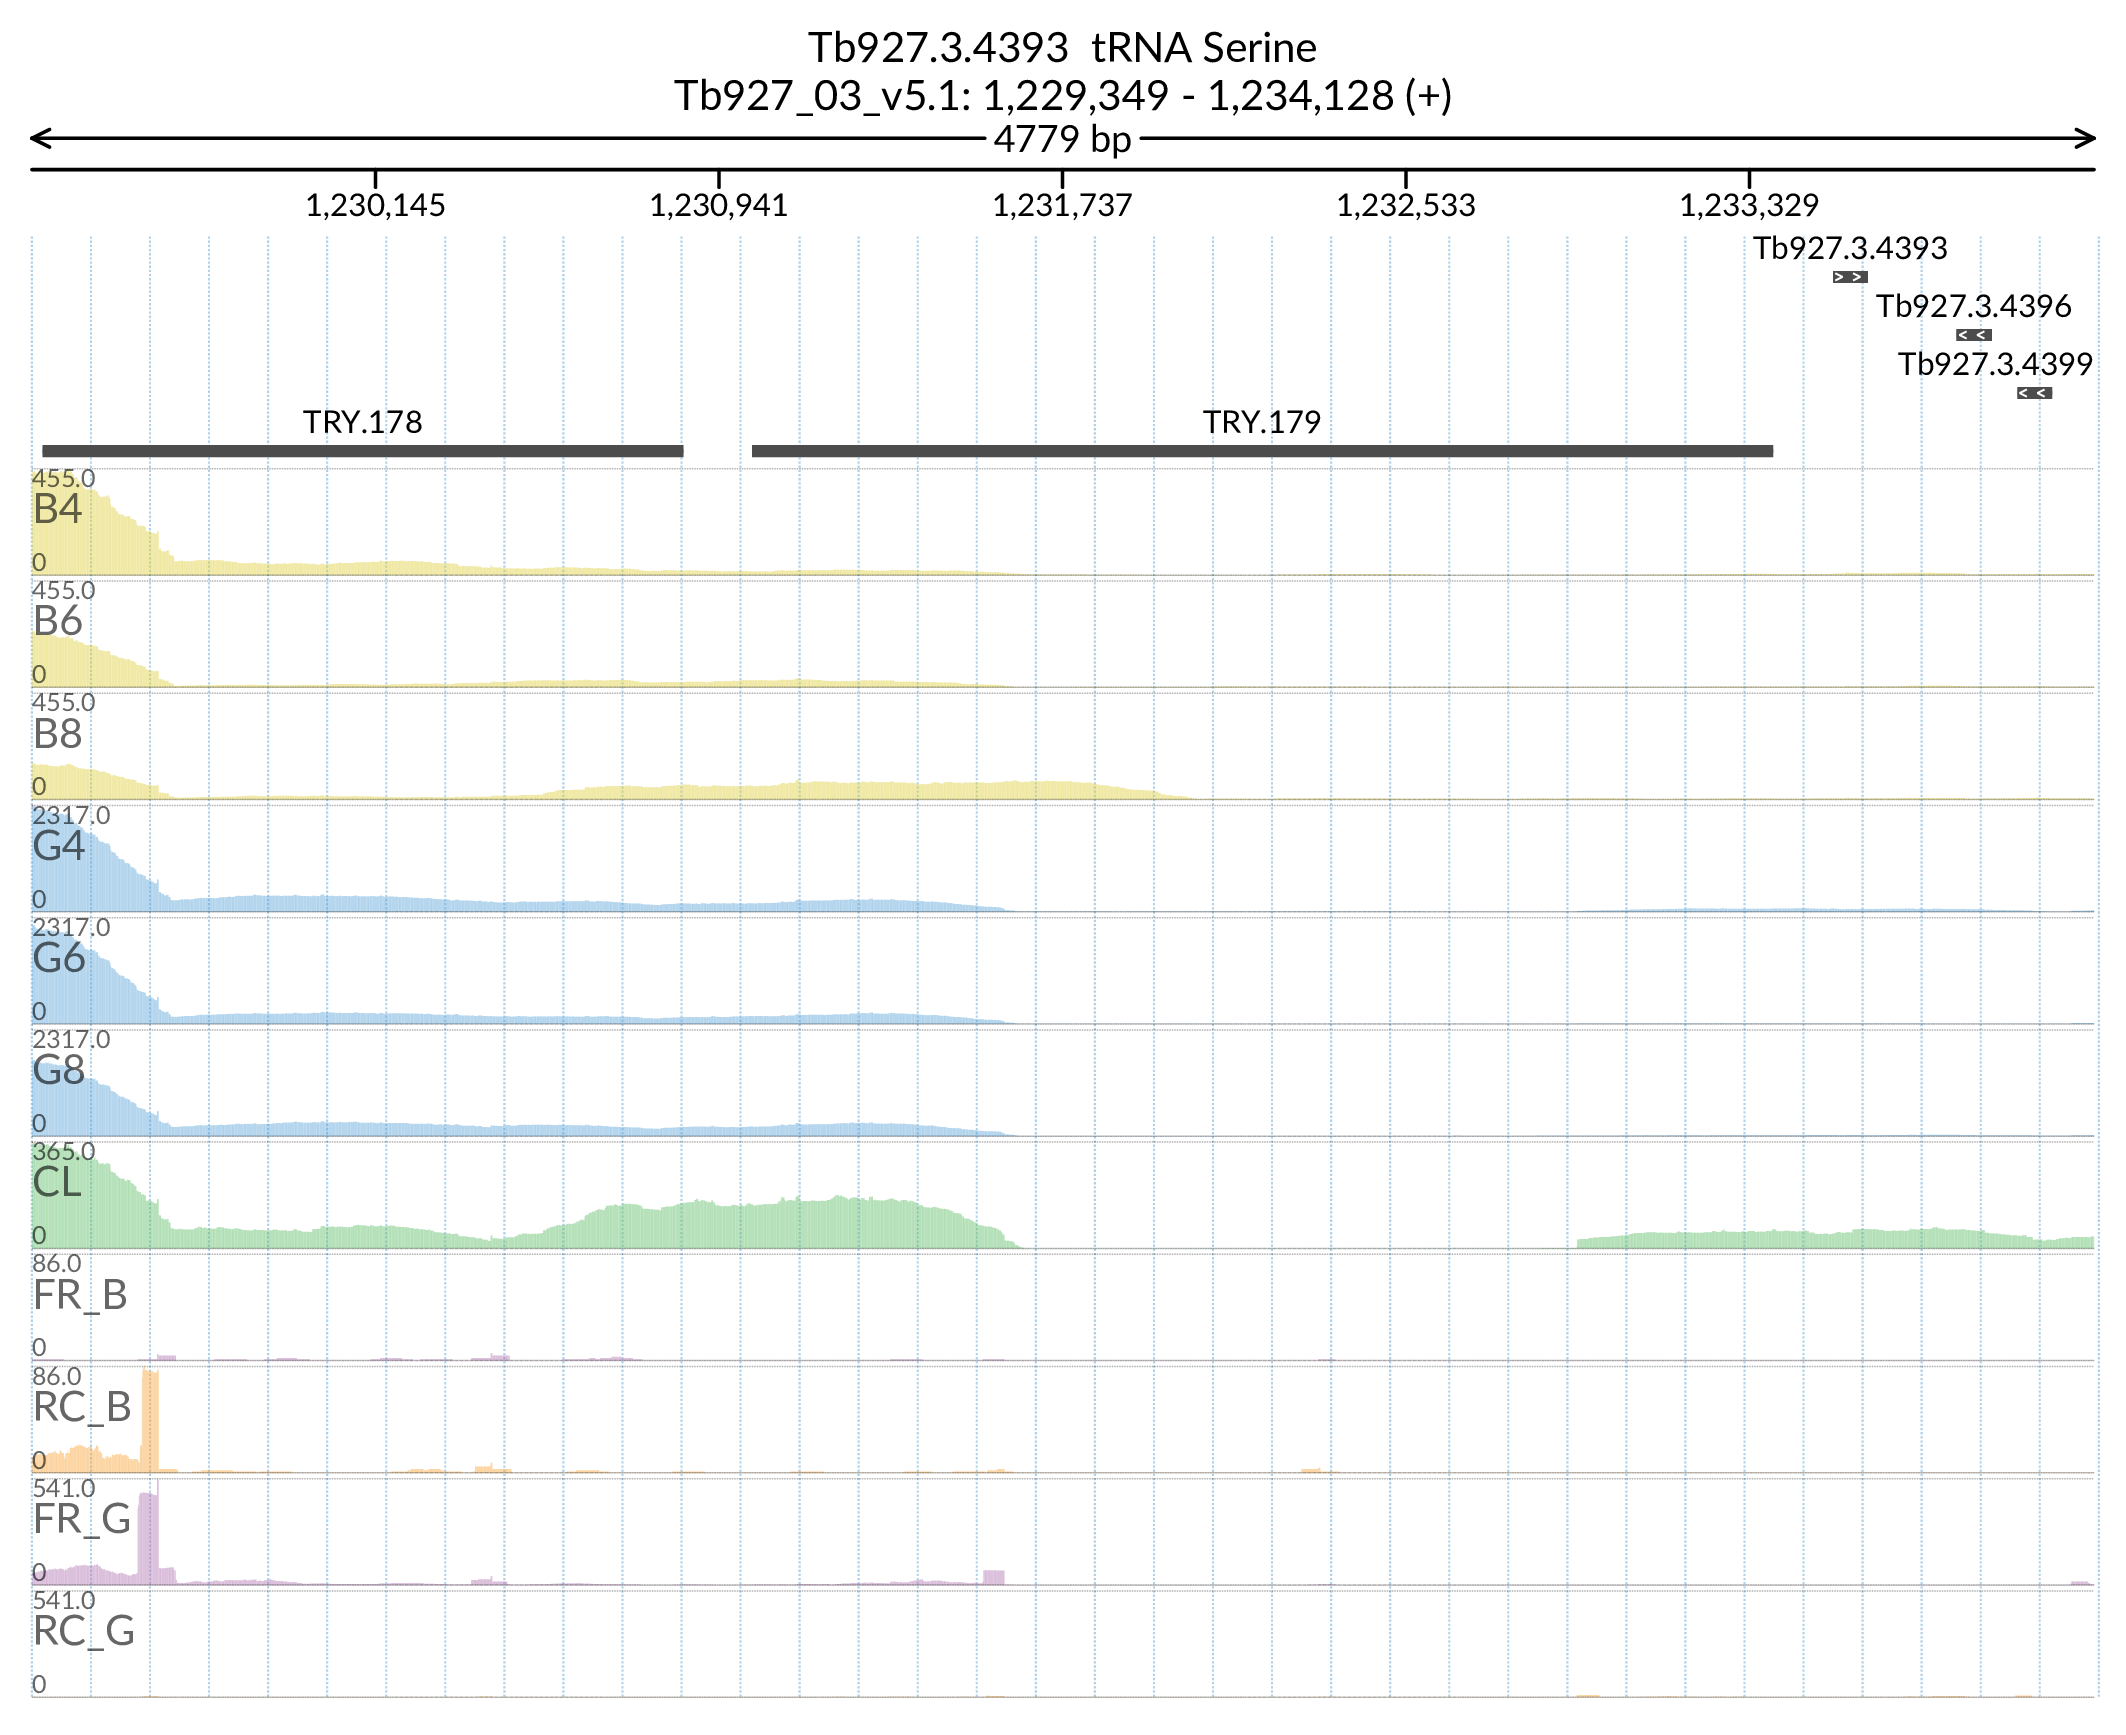 Tb927.3.4393  tRNA Serine
Tb927_03_v5.1: 1,229,349 - 1,234,128 (+)
4779 bp
1,230,145 1,230,941 1,231,737 1,232,533 1,233,329
Tb927.3.4393
Tb927.3.4396
Tb927.3.4399
TRY.178 TRY.179
455.0
B4
0
455.0
B6
0
455.0
B8
0
2317.0
G4
0
2317.0
G6
0
2317.0
G8
0
365.0
CL
0
86.0
FR_B
0
86.0
RC_B
0
541.0
FR_G
0
541.0
RC_G
0